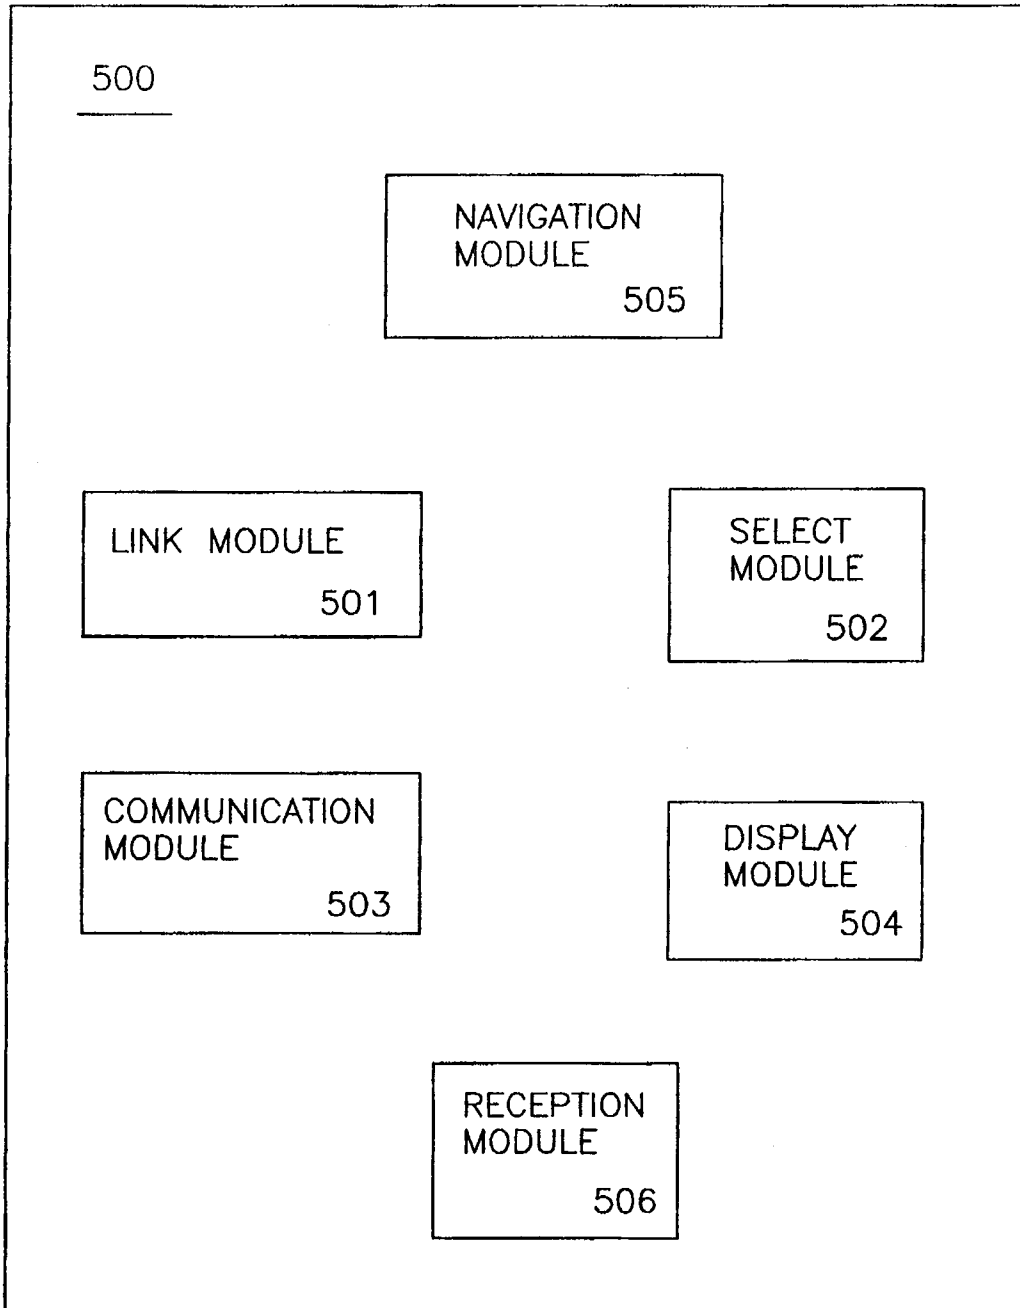 500
NAVIGATION
MODULE
505
LINK MODULE
501
SELECT
MODULE
502
COMMUNICATION
MODULE
503
DISPLAY
MODULE
504
RECEPTION
MODULE
506